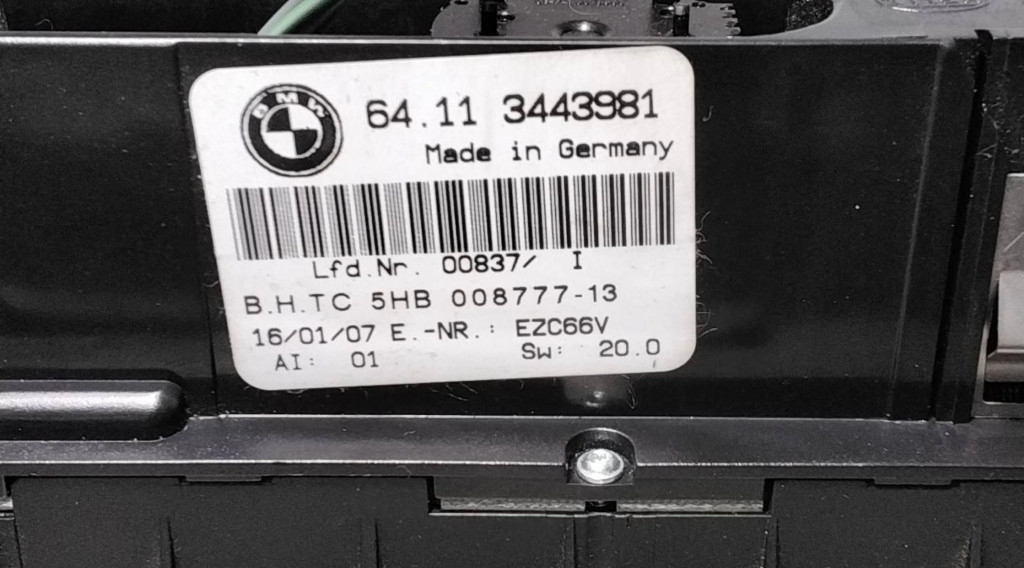 BMW
64.11 3443981
Made in Germany
Lfd.Nr. 00837/ I
B.H.TC 5HB 008777-13
16/01/07 E.-NR.: EZC66V
AI: 01 SW: 20.0